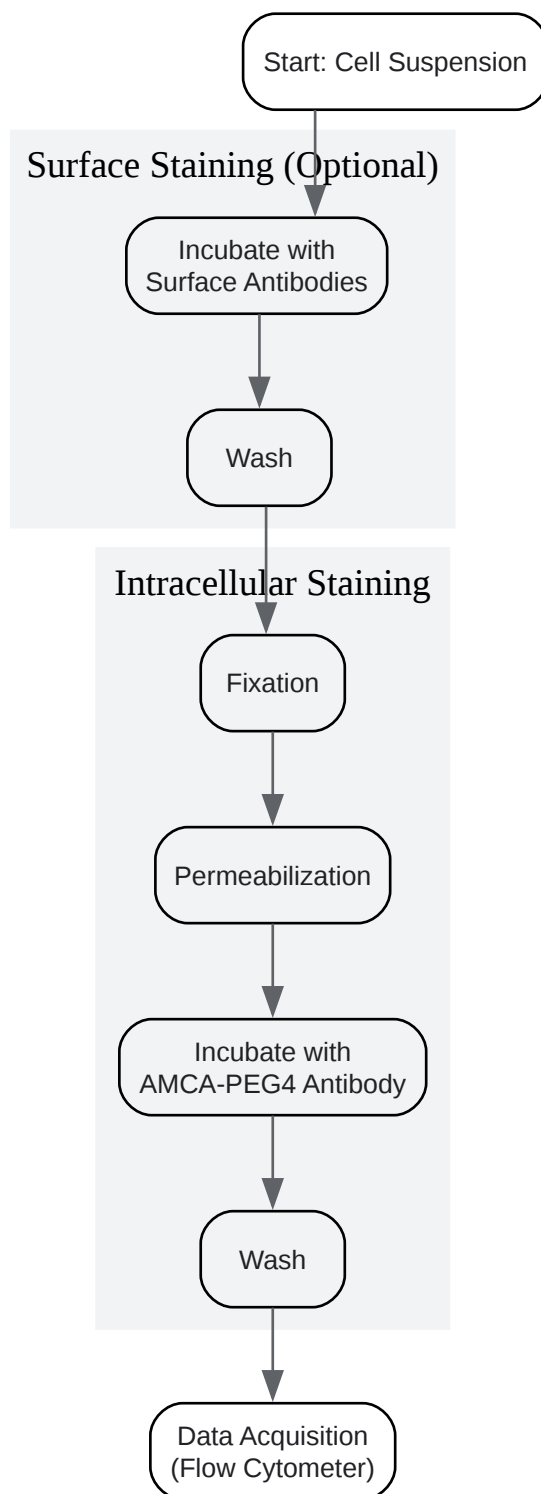 Start: Cell Suspension
Surface Staining (Optional)
Incubate with
Surface Antibodies
Wash
Intracellular Staining
Fixation
Permeabilization
Incubate with
AMCA-PEG4 Antibody
Wash
Data Acquisition
(Flow Cytometer)